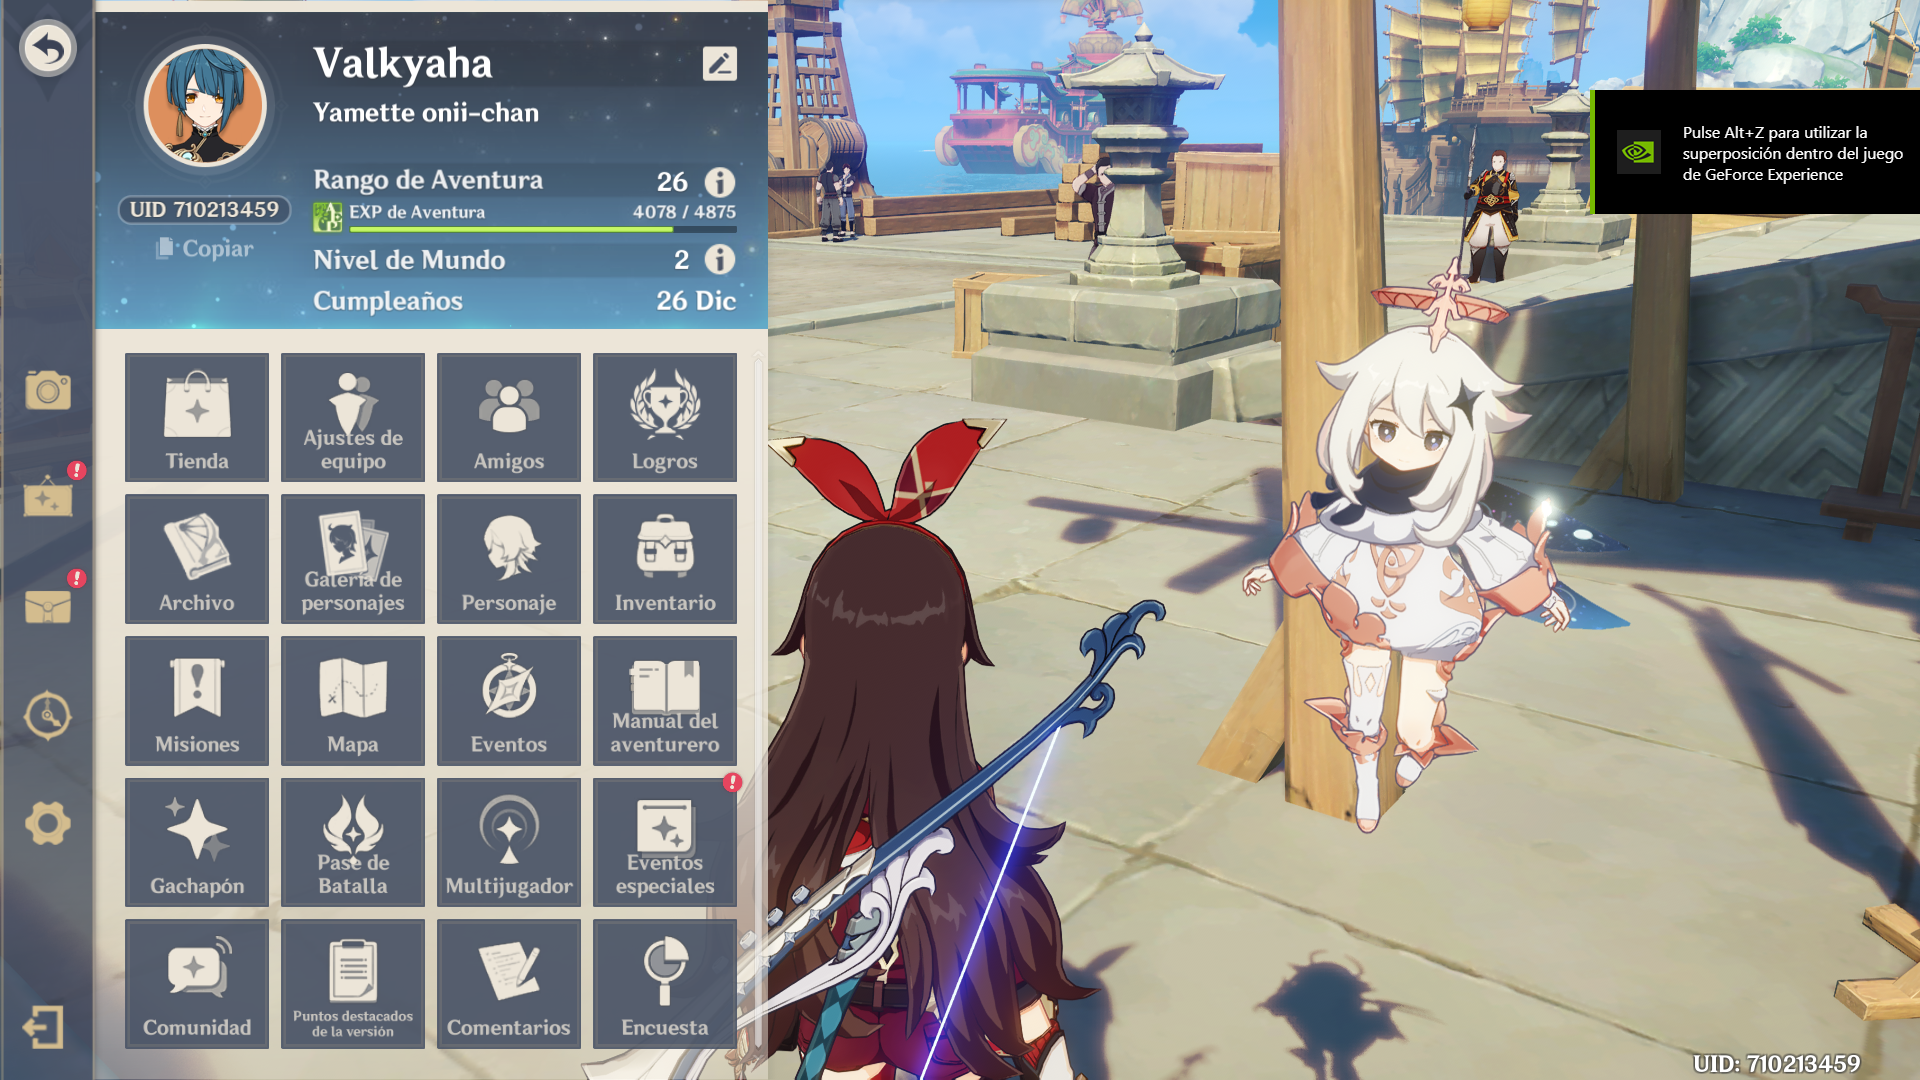 Valkyaha
Yamette onii-chan
Rango de Aventura 26
EXP de Aventura 4078 / 4875
Nivel de Mundo 2
Cumpleaños 26 Dic
UID 710213459
Copiar
Tienda
Ajustes de
equipo
Amigos
Logros
Archivo
Galería de
personajes
Personaje
Inventario
Misiones
Mapa
Eventos
Manual del
aventurero
Gachapón
Pase de
Batalla
Multijugador
Eventos
especiales
Comunidad
Puntos destacados
de la versión
Comentarios
Encuesta
Pulse Alt+Z para utilizar la
superposición dentro del juego
de GeForce Experience
UID: 710213459